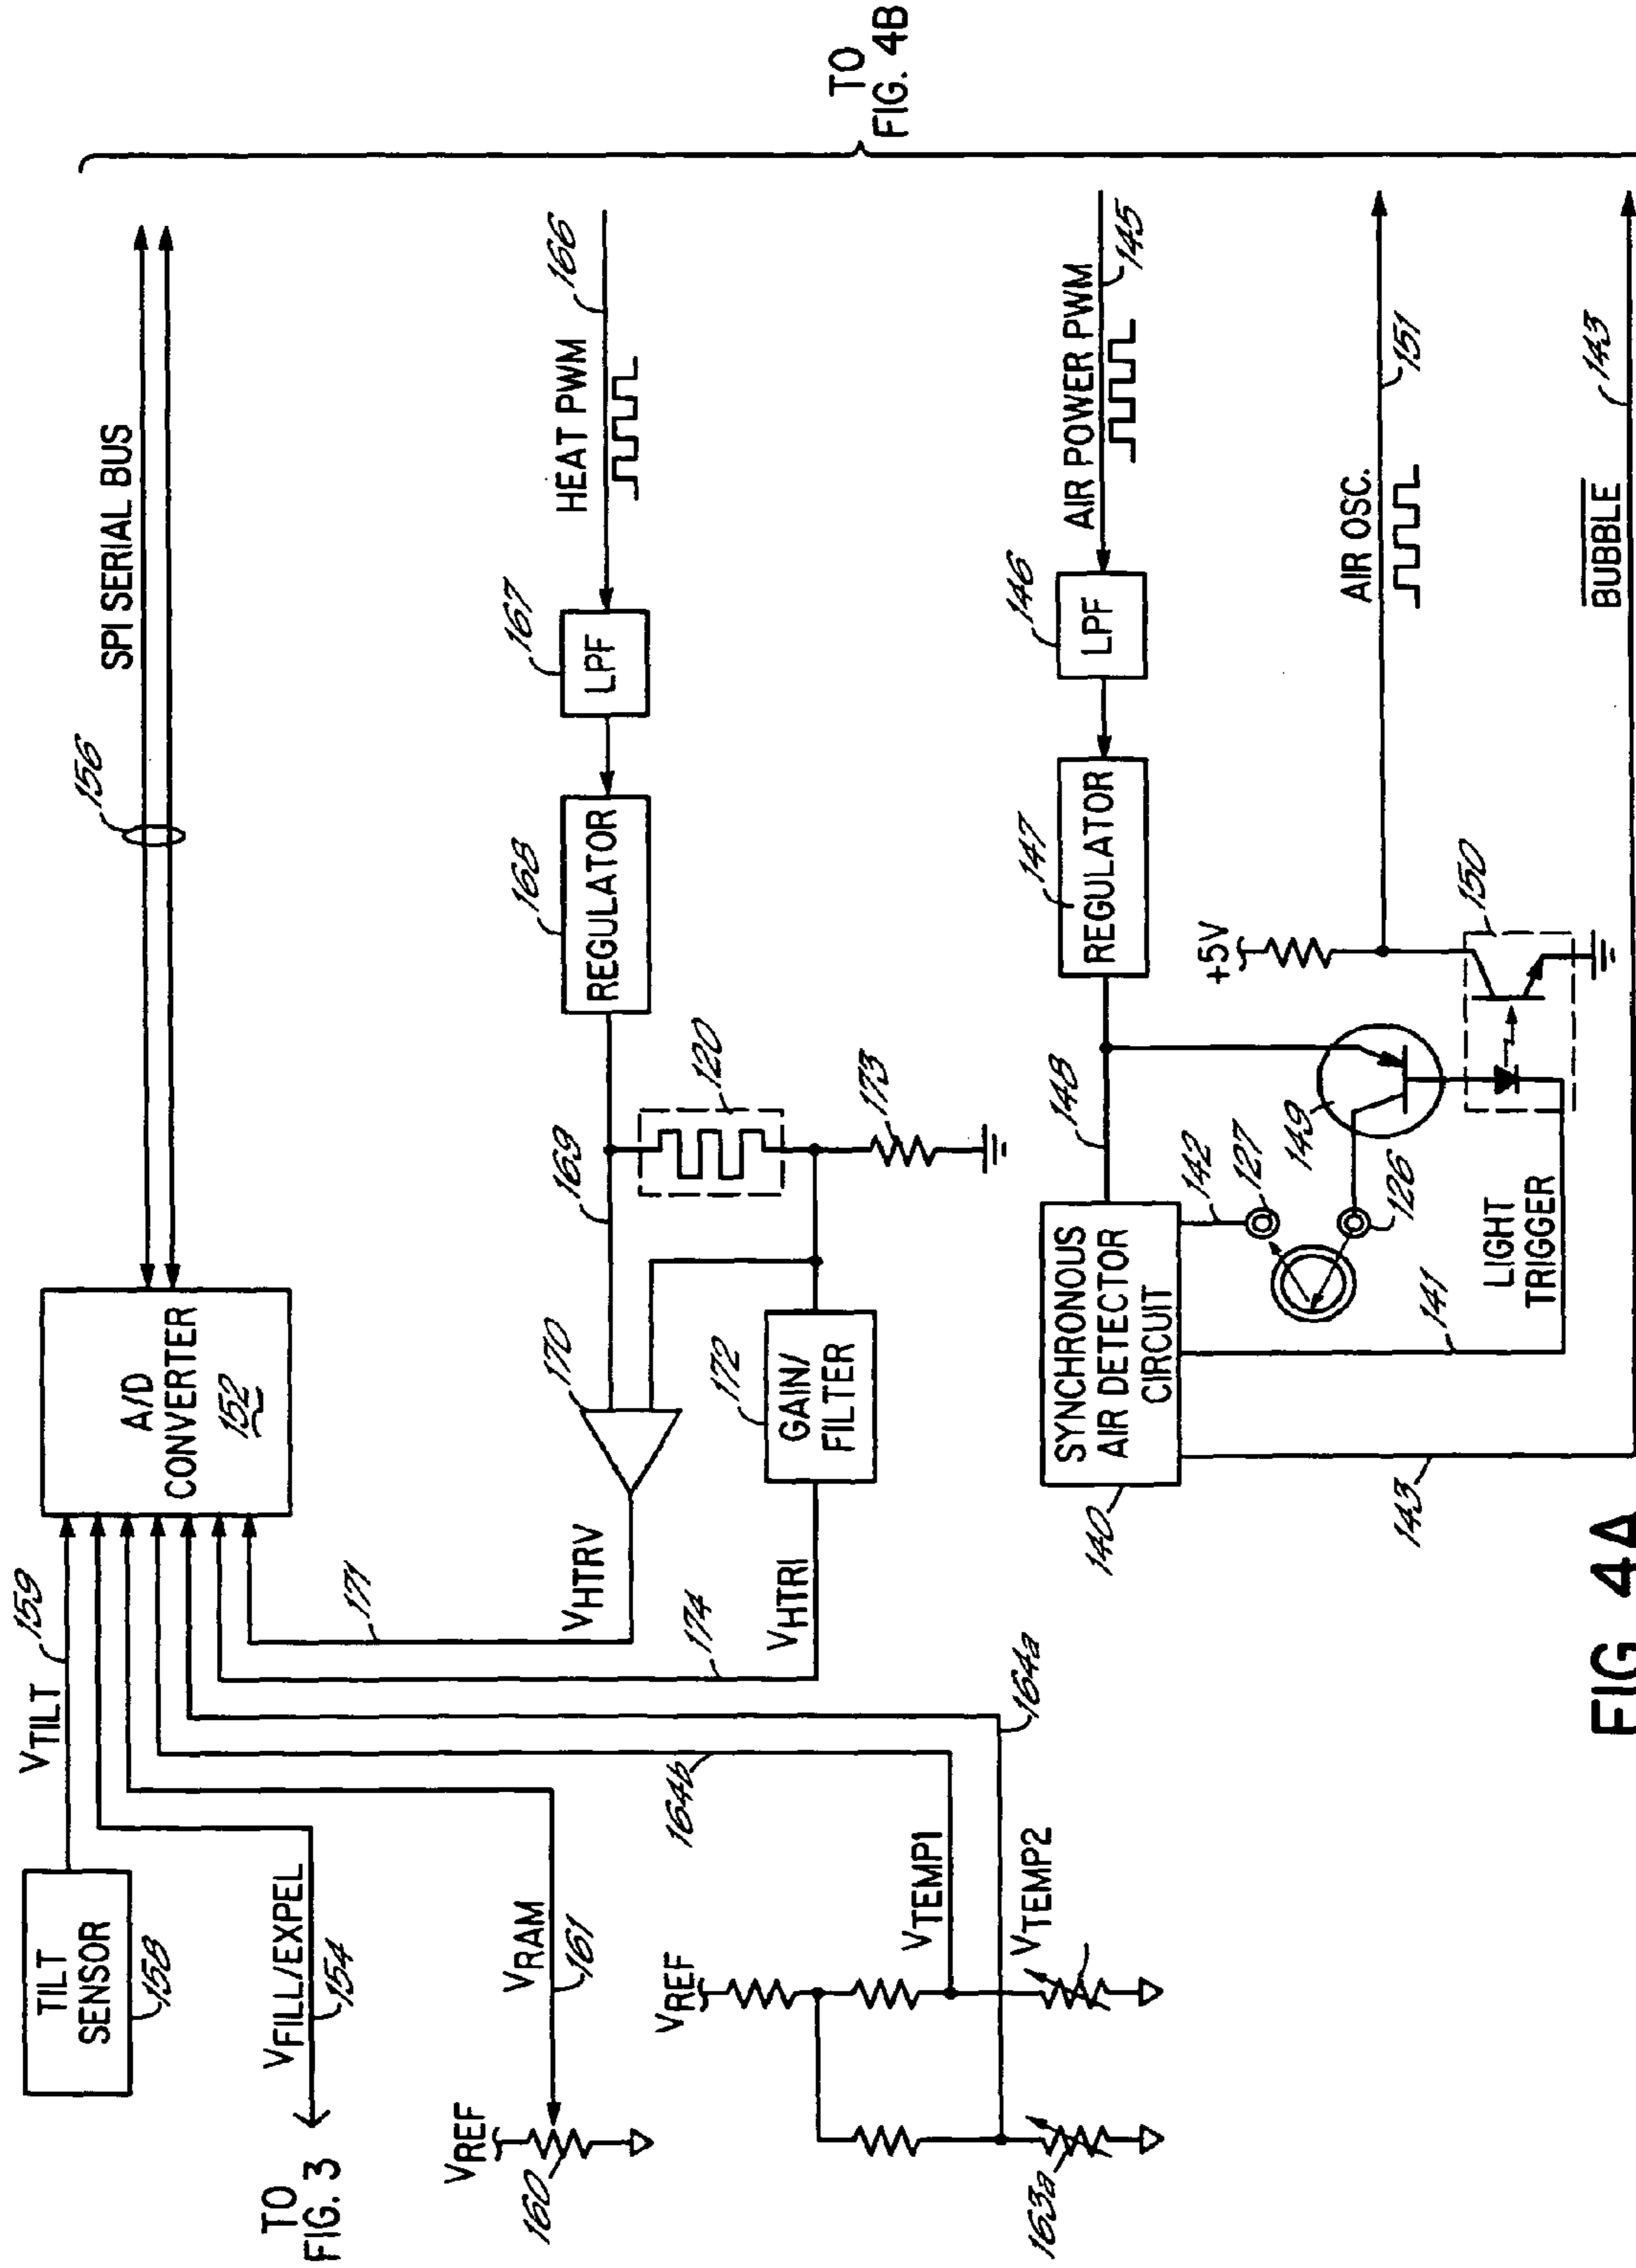 TO
FIG. 3
TILT
SENSOR
158
VTILT
159
VFILL/EXPEL
154
A/D
CONVERTER
152
156
SPI SERIAL BUS
VREF
160
VRAM
161
171
174
VHTRV
170
VHTRI
GAIN/
FILTER
172
169
120
173
REGULATOR
168
LPF
167
HEAT PWM
166
VREF
164b
164a
VTEMP1
VTEMP2
163a
SYNCHRONOUS
AIR DETECTOR
CIRCUIT
140
148
REGULATOR
147
LPF
146
AIR POWER PWM
145
142
127
149
126
141
LIGHT
TRIGGER
+5V
150
AIR OSC.
151
143
BUBBLE
143
TO
FIG. 4B
FIG. 4A